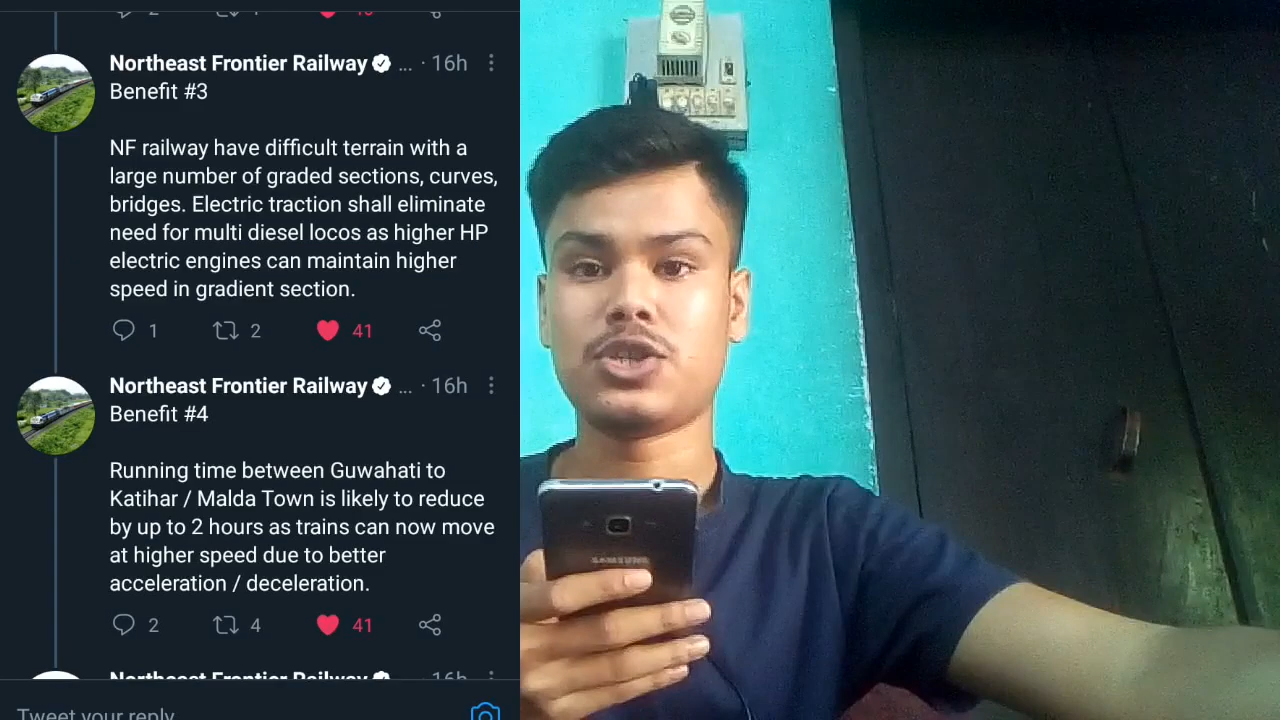 Northeast Frontier Railway ... · 16h
Benefit #3
NF railway have difficult terrain with a
large number of graded sections, curves,
bridges. Electric traction shall eliminate
need for multi diesel locos as higher HP
electric engines can maintain higher
speed in gradient section.
1 2 41
Northeast Frontier Railway ... · 16h
Benefit #4
Running time between Guwahati to
Katihar / Malda Town is likely to reduce
by up to 2 hours as trains can now move
at higher speed due to better
acceleration / deceleration.
2 4 41
Northeast Frontier Railway ... · 16h
Tweet your reply
SAMSUNG